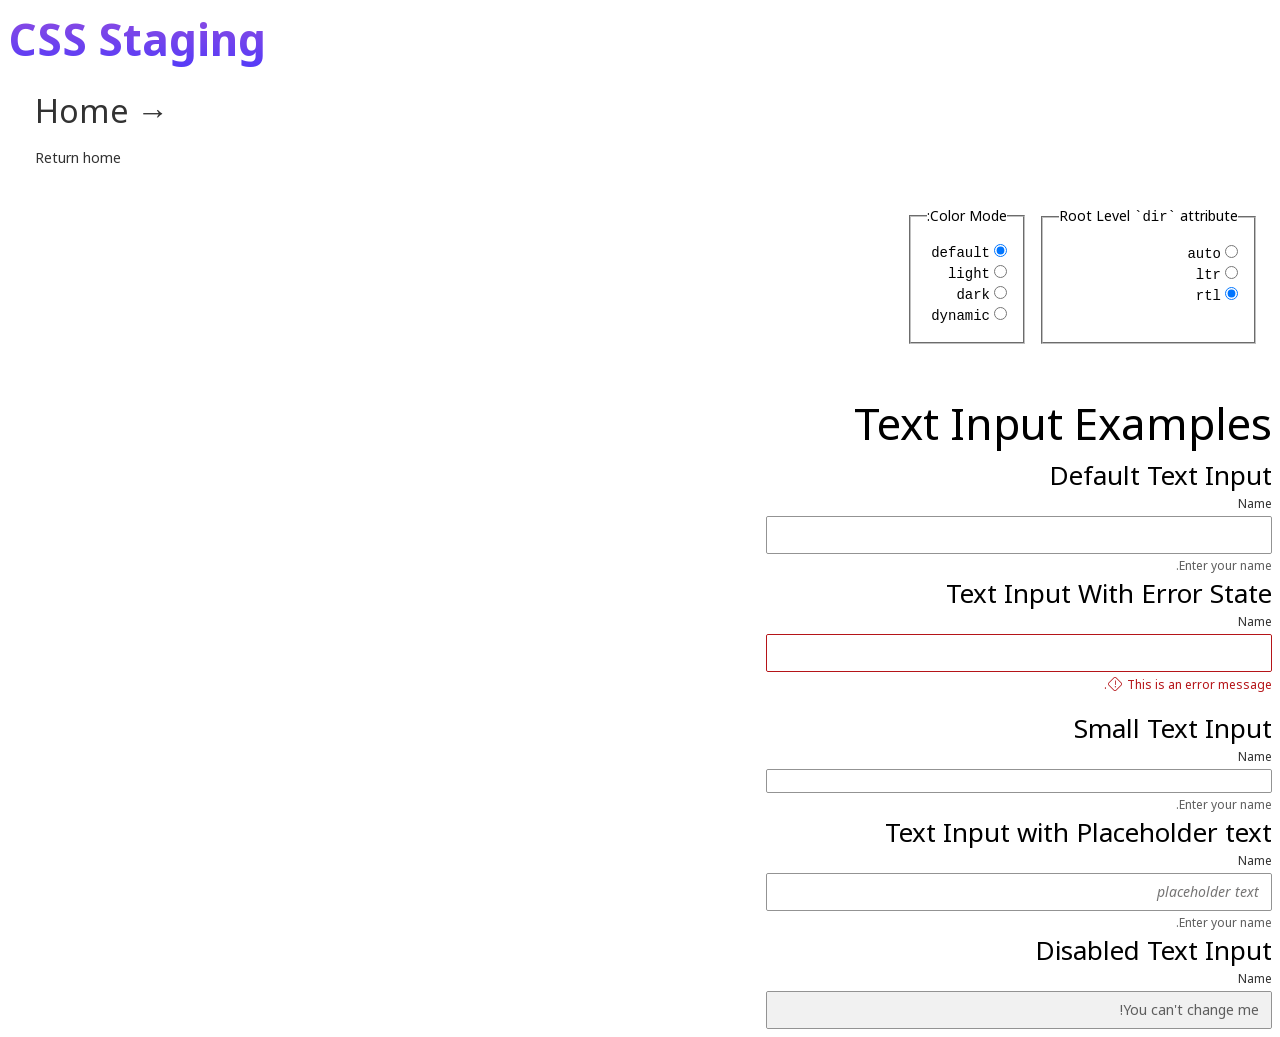 CSS Staging
Home →
Return home
Root Level `dir` attribute
auto
ltr
rtl
Color Mode:
default
light
dark
dynamic
Text Input Examples
Default Text Input
Name
Enter your name.
Text Input With Error State
Name
This is an error message.
Small Text Input
Name
Enter your name.
Text Input with Placeholder text
Name
placeholder text
Enter your name.
Disabled Text Input
Name
You can't change me!